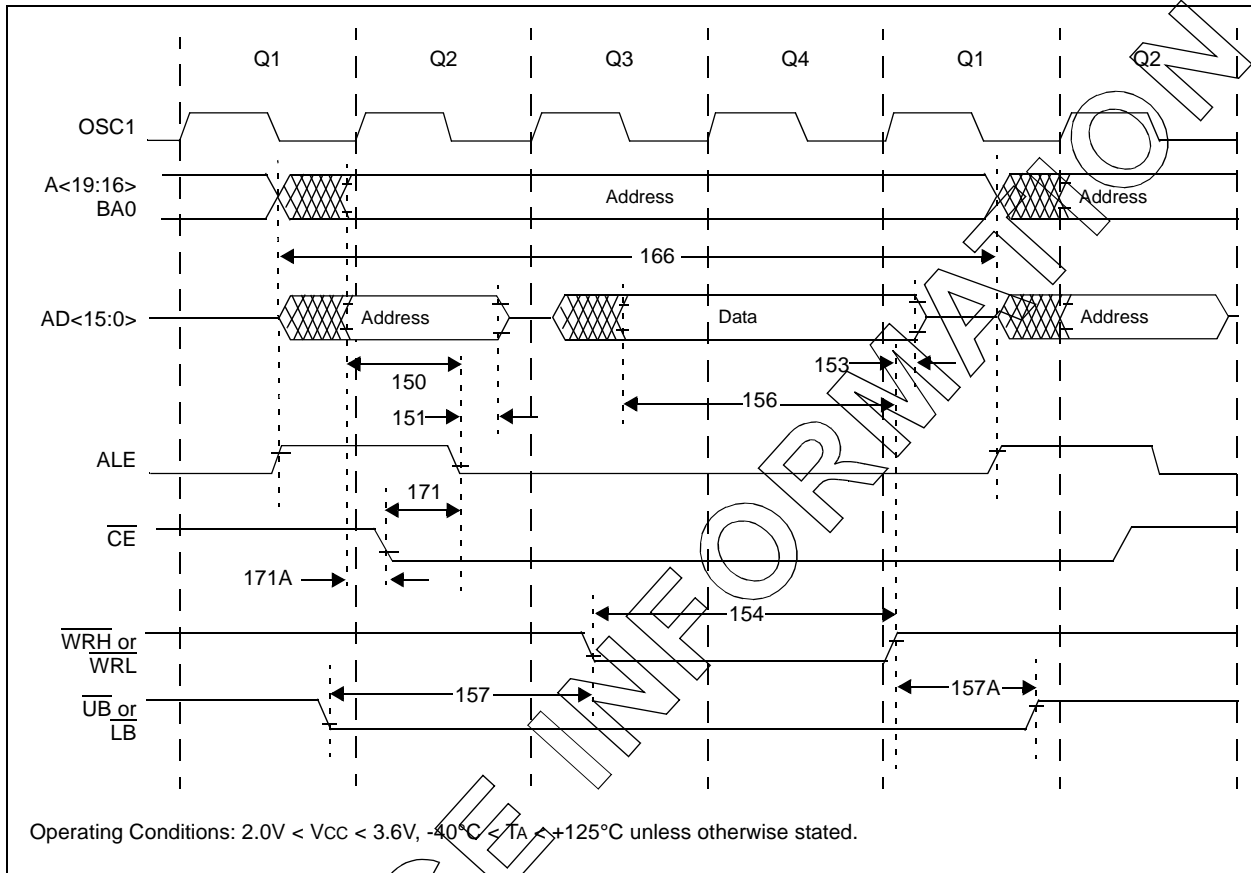 Q1 Q2 Q3 Q4 Q1 Q2
OSC1
A<19:16>
BA0
Address
Address
166
AD<15:0>
Address
Data
Address
150
153
151
156
ALE
171
CE
171A
154
WRH or
WRL
157
157A
UB or
LB
Operating Conditions: 2.0V < VCC < 3.6V, -40°C < TA < +125°C unless otherwise stated.
CE INFORMATION